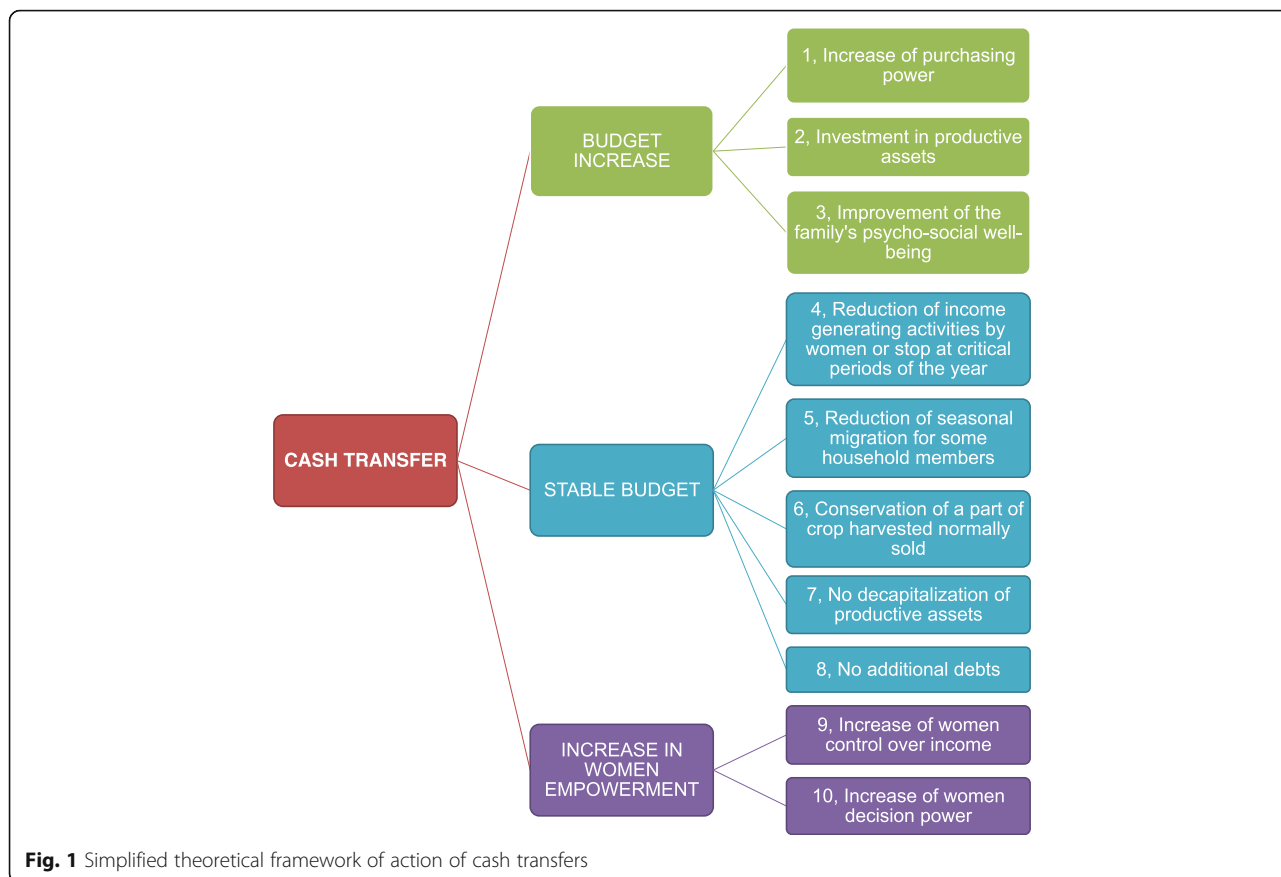 CASH TRANSFER
BUDGET
INCREASE
1, Increase of purchasing
power
2, Investment in productive
assets
3, Improvement of the
family's psycho-social well-
being
STABLE BUDGET
4, Reduction of income
generating activities by
women or stop at critical
periods of the year
5, Reduction of seasonal
migration for some
household members
6, Conservation of a part of
crop harvested normally
sold
7, No decapitalization of
productive assets
8, No additional debts
INCREASE IN
WOMEN
EMPOWERMENT
9, Increase of women
control over income
10, Increase of women
decision power
Fig. 1 Simplified theoretical framework of action of cash transfers